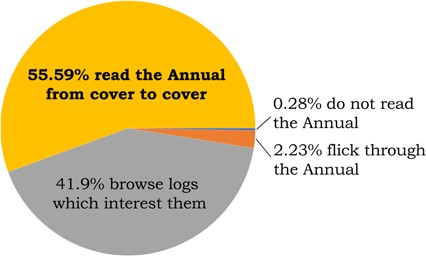 55.59% read the Annual
from cover to cover
0.28% do not read
the Annual
2.23% flick through
the Annual
41.9% browse logs
which interest them